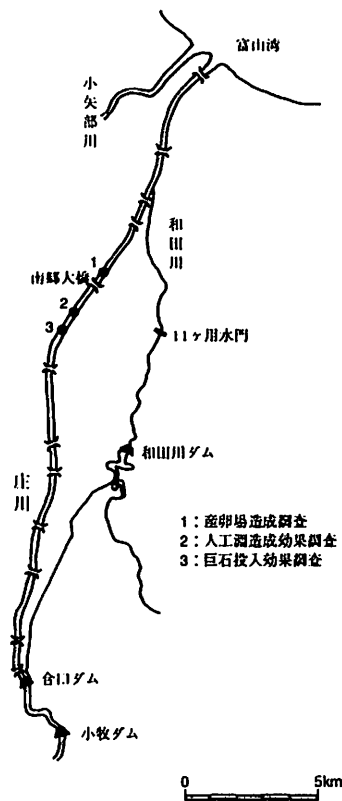 富山湾
小矢部川
和田川
1
南郷大橋
2
3
11ヶ用水門
庄川
和田川ダム
1：産卵場造成調査
2：人工淵造成効果調査
3：巨石投入効果調査
合口ダム
小牧ダム
0 5km